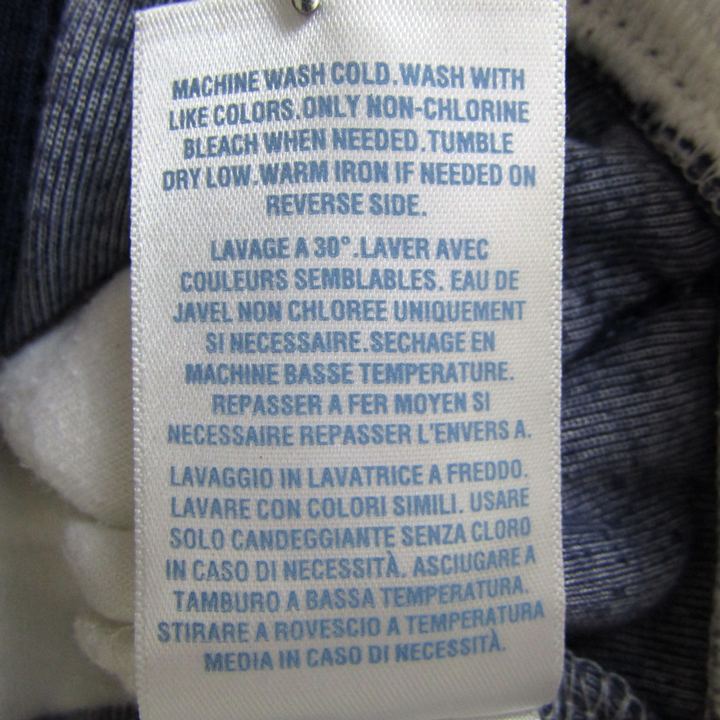 MACHINE WASH COLD.WASH WITH
LIKE COLORS.ONLY NON-CHLORINE
BLEACH WHEN NEEDED.TUMBLE
DRY LOW.WARM IRON IF NEEDED ON
REVERSE SIDE.
LAVAGE A 30°.LAVER AVEC
COULEURS SEMBLABLES. EAU DE
JAVEL NON CHLOREE UNIQUEMENT
SI NECESSAIRE.SECHAGE EN
MACHINE BASSE TEMPERATURE.
REPASSER A FER MOYEN SI
NECESSAIRE REPASSER L'ENVERS A.
LAVAGGIO IN LAVATRICE A FREDDO.
LAVARE CON COLORI SIMILI. USARE
SOLO CANDEGGIANTE SENZA CLORO
IN CASO DI NECESSITÀ. ASCIUGARE A
TAMBURO A BASSA TEMPERATURA.
STIRARE A ROVESCIO A TEMPERATURA
MEDIA IN CASO DI NECESSITÀ.